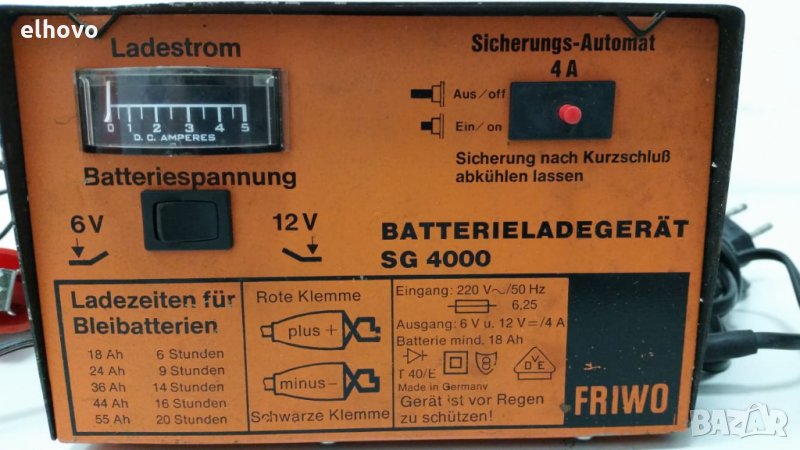 elhovo
Ladestrom
0 1 2 3 4 5
D.C. AMPERES
Sicherungs-Automat
4 A
Aus/off
Ein/on
Sicherung nach Kurzschluß
abkühlen lassen
Batteriespannung
6 V
12 V
BATTERIELADEGERÄT
SG 4000
Ladezeiten für
Bleibatterien
18 Ah 6 Stunden
24 Ah 9 Stunden
36 Ah 14 Stunden
44 Ah 16 Stunden
55 Ah 20 Stunden
Rote Klemme
plus +
minus -
Schwarze Klemme
Eingang: 220 V~/50 Hz
6,25
Ausgang: 6 V u. 12 V=/4 A
Batterie mind. 18 Ah
T 40/E
VDE
Made in Germany
Gerät ist vor Regen
zu schützen!
FRIWO
BAZAR